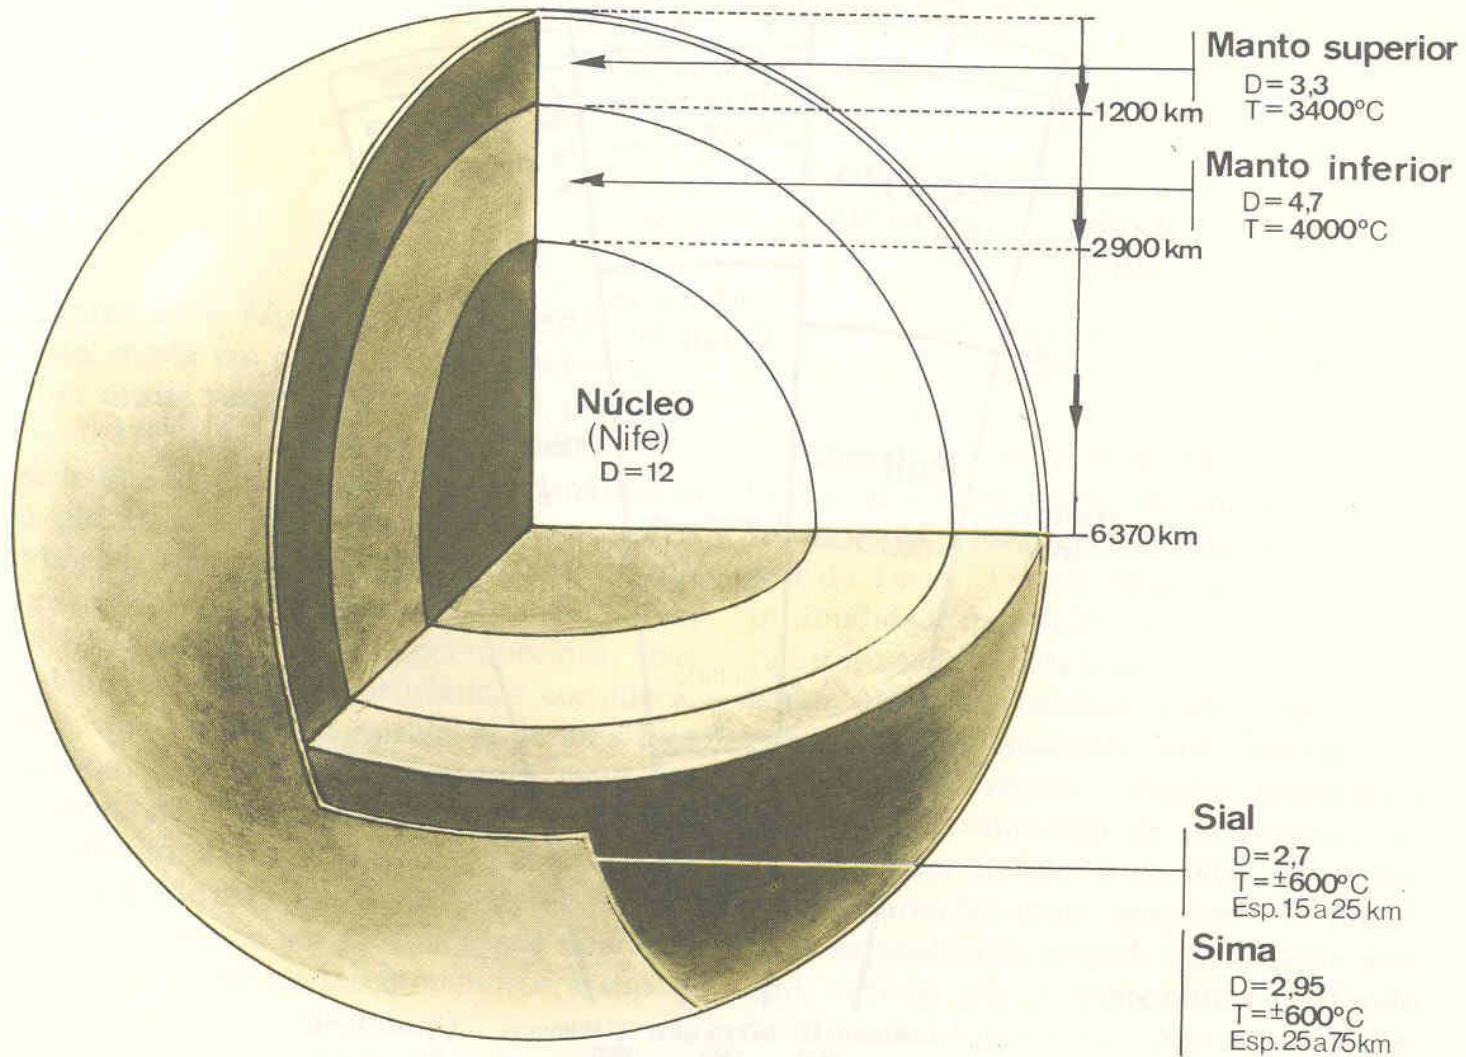 Manto superior
D=3,3
T=3400°C
1200 km
Manto inferior
D=4,7
T=4000°C
2900 km
Núcleo
(Nife)
D=12
6370 km
Sial
D=2,7
T=±600°C
Esp. 15 a 25 km
Sima
D=2,95
T=±600°C
Esp. 25 a 75 km